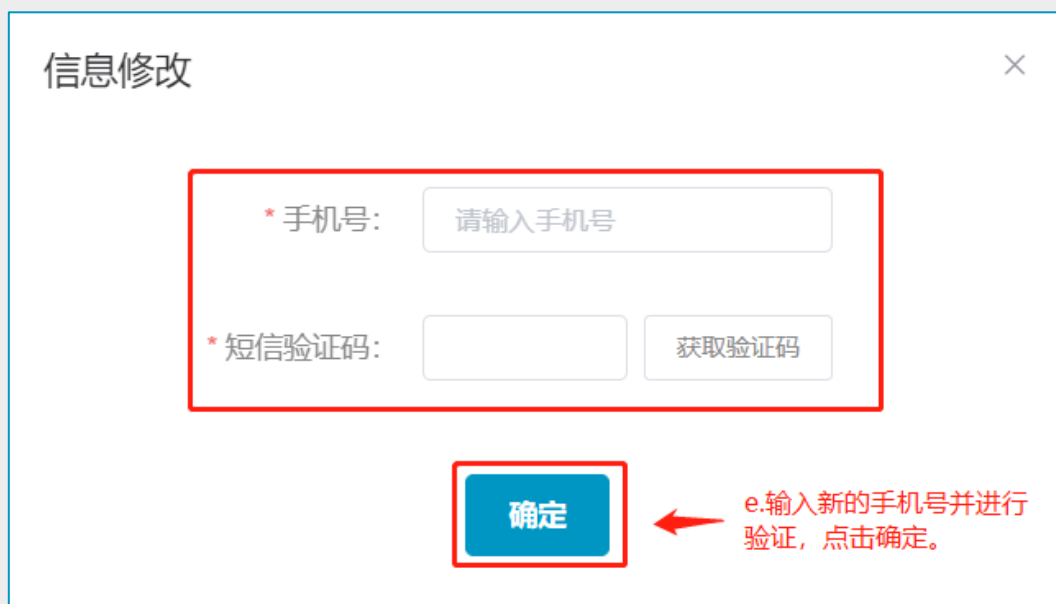 信息修改
* 手机号： 请输入手机号
* 短信验证码： 获取验证码
确定
e.输入新的手机号并进行
验证，点击确定。